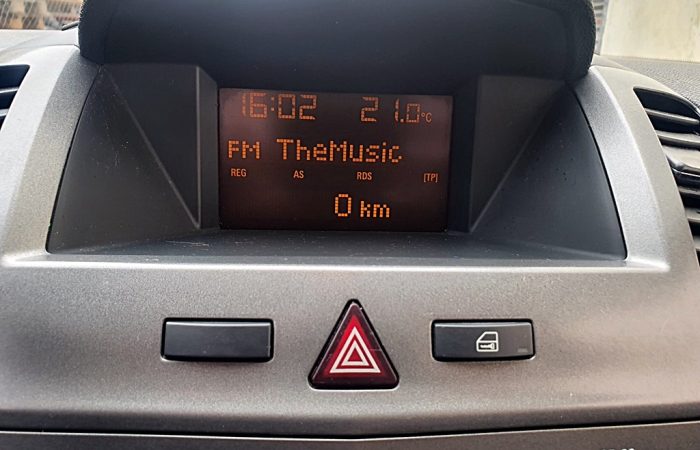 16:02 21.0°C
FM TheMusic
REG AS RDS [TP]
0 km